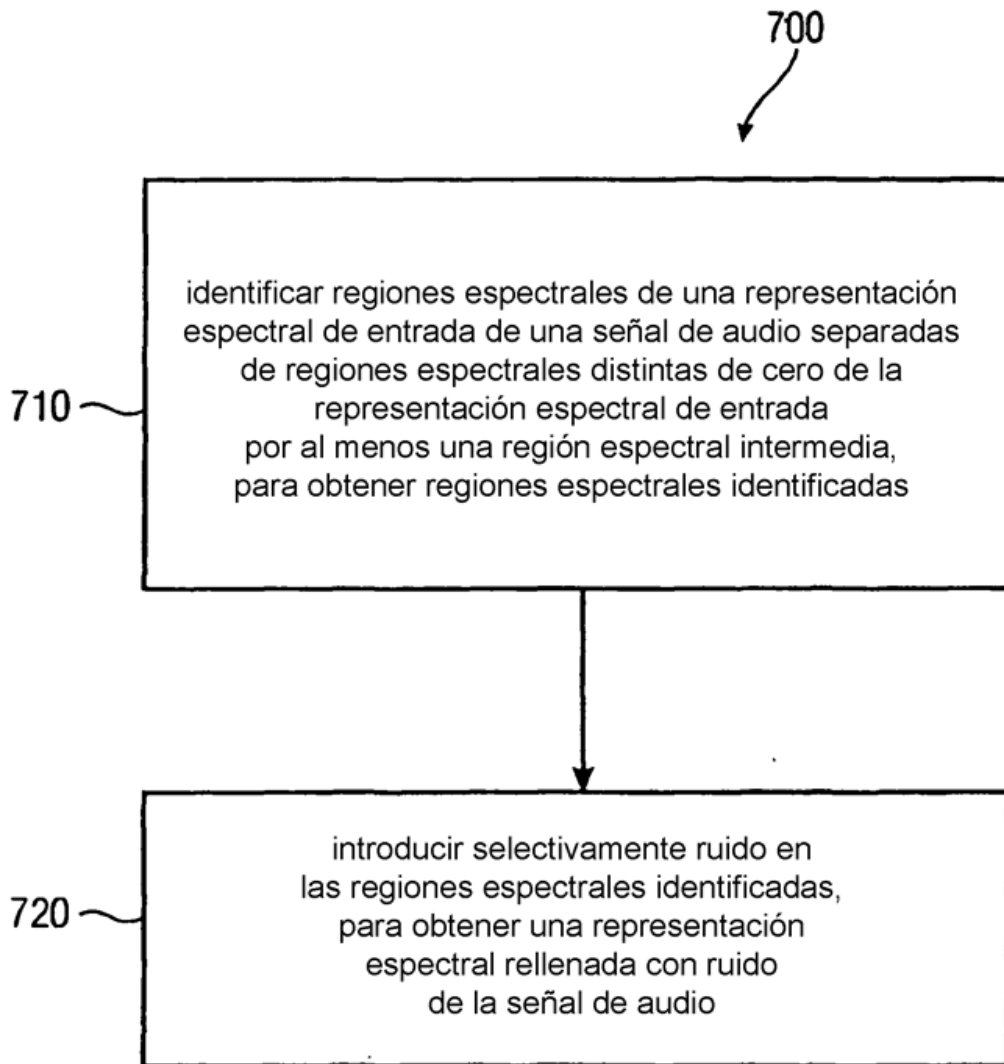 700
710
identificar regiones espectrales de una representación
espectral de entrada de una señal de audio separadas
de regiones espectrales distintas de cero de la
representación espectral de entrada
por al menos una región espectral intermedia,
para obtener regiones espectrales identificadas
720
introducir selectivamente ruido en
las regiones espectrales identificadas,
para obtener una representación
espectral rellenada con ruido
de la señal de audio